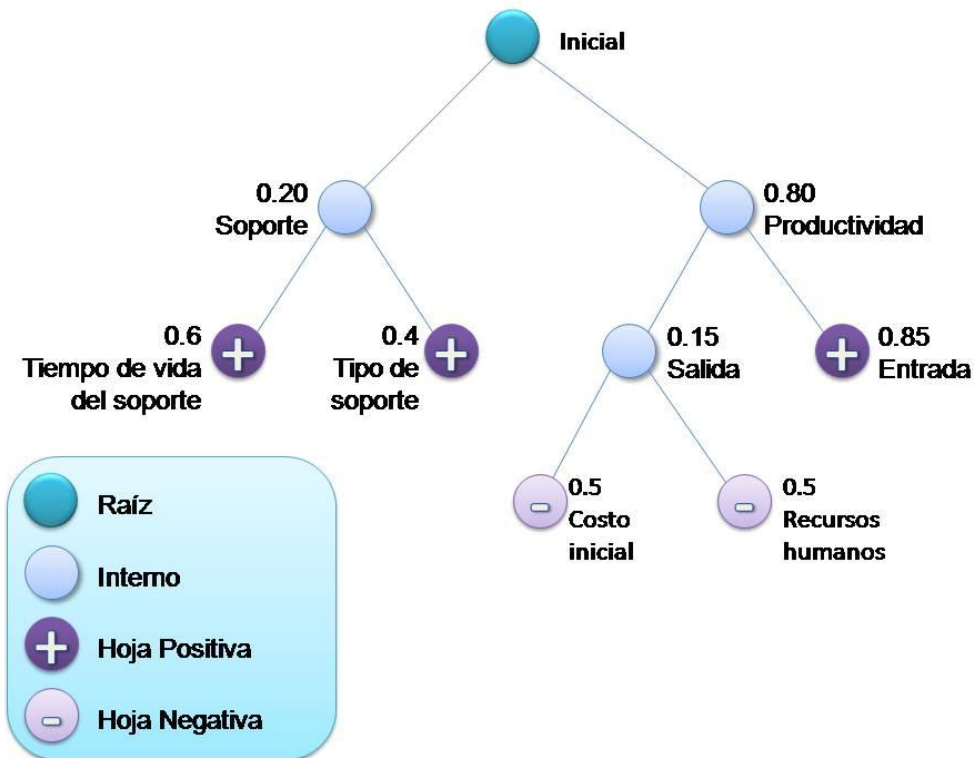 Inicial
0.20
Soporte
0.80
Productividad
0.6
Tiempo de vida
del soporte
0.4
Tipo de
soporte
0.15
Salida
0.85
Entrada
0.5
Costo
inicial
0.5
Recursos
humanos
Raíz
Interno
+ Hoja Positiva
- Hoja Negativa